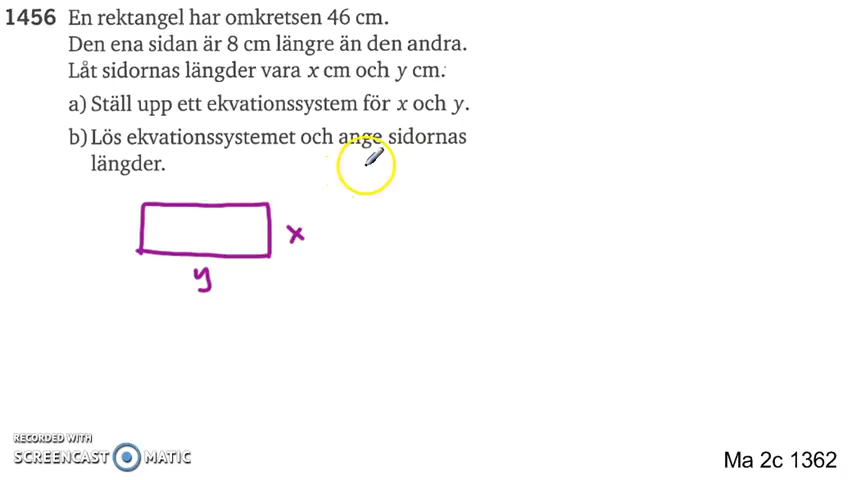 1456 En rektangel har omkretsen 46 cm.
Den ena sidan är 8 cm längre än den andra.
Låt sidornas längder vara x cm och y cm.
a) Ställ upp ett ekvationssystem för x och y.
b) Lös ekvationssystemet och ange sidornas
längder.
x
y
RECORDED WITH
SCREENCAST MATIC
Ma 2c 1362